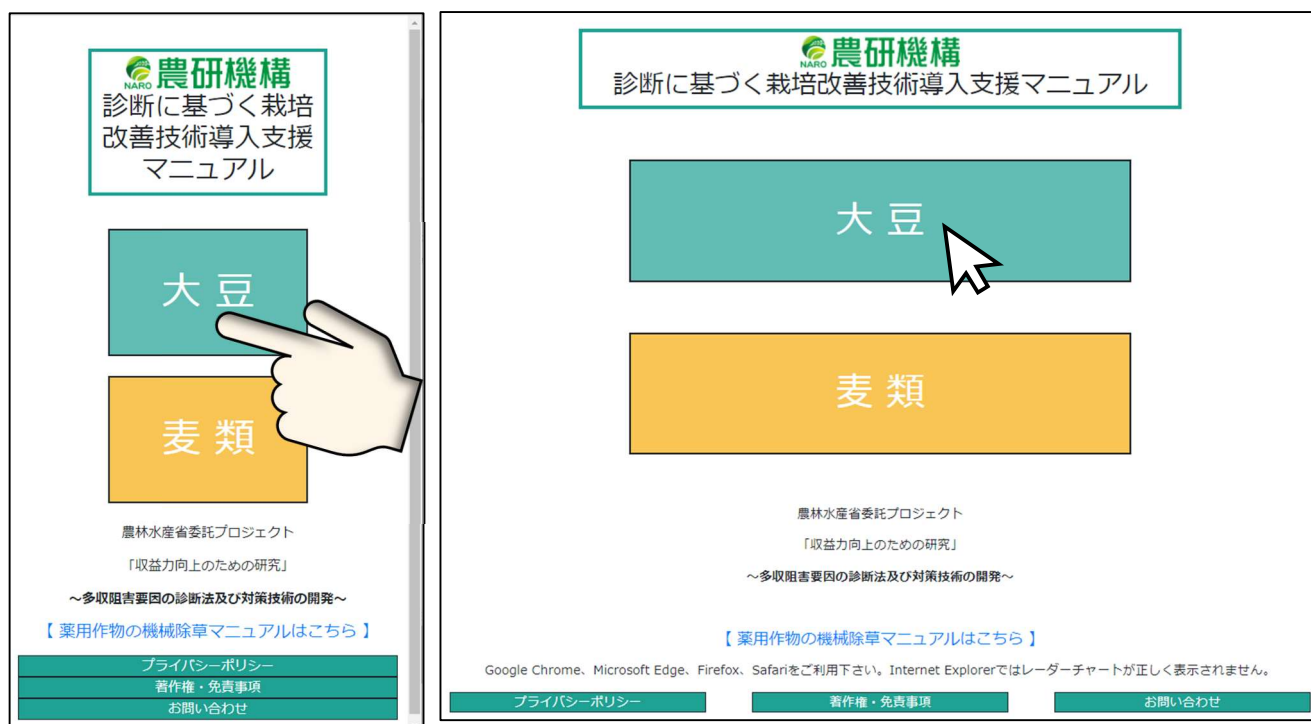 NARO 農研機構
診断に基づく栽培
改善技術導入支援
マニュアル
大 豆
麦 類
農林水産省委託プロジェクト
「収益力向上のための研究」
～多収阻害要因の診断法及び対策技術の開発～
【 薬用作物の機械除草マニュアルはこちら 】
プライバシーポリシー
著作権・免責事項
お問い合わせ
NARO 農研機構
診断に基づく栽培改善技術導入支援マニュアル
大 豆
麦 類
農林水産省委託プロジェクト
「収益力向上のための研究」
～多収阻害要因の診断法及び対策技術の開発～
【 薬用作物の機械除草マニュアルはこちら 】
Google Chrome、Microsoft Edge、Firefox、Safariをご利用下さい。Internet Explorerではレーダーチャートが正しく表示されません。
プライバシーポリシー 著作権・免責事項 お問い合わせ